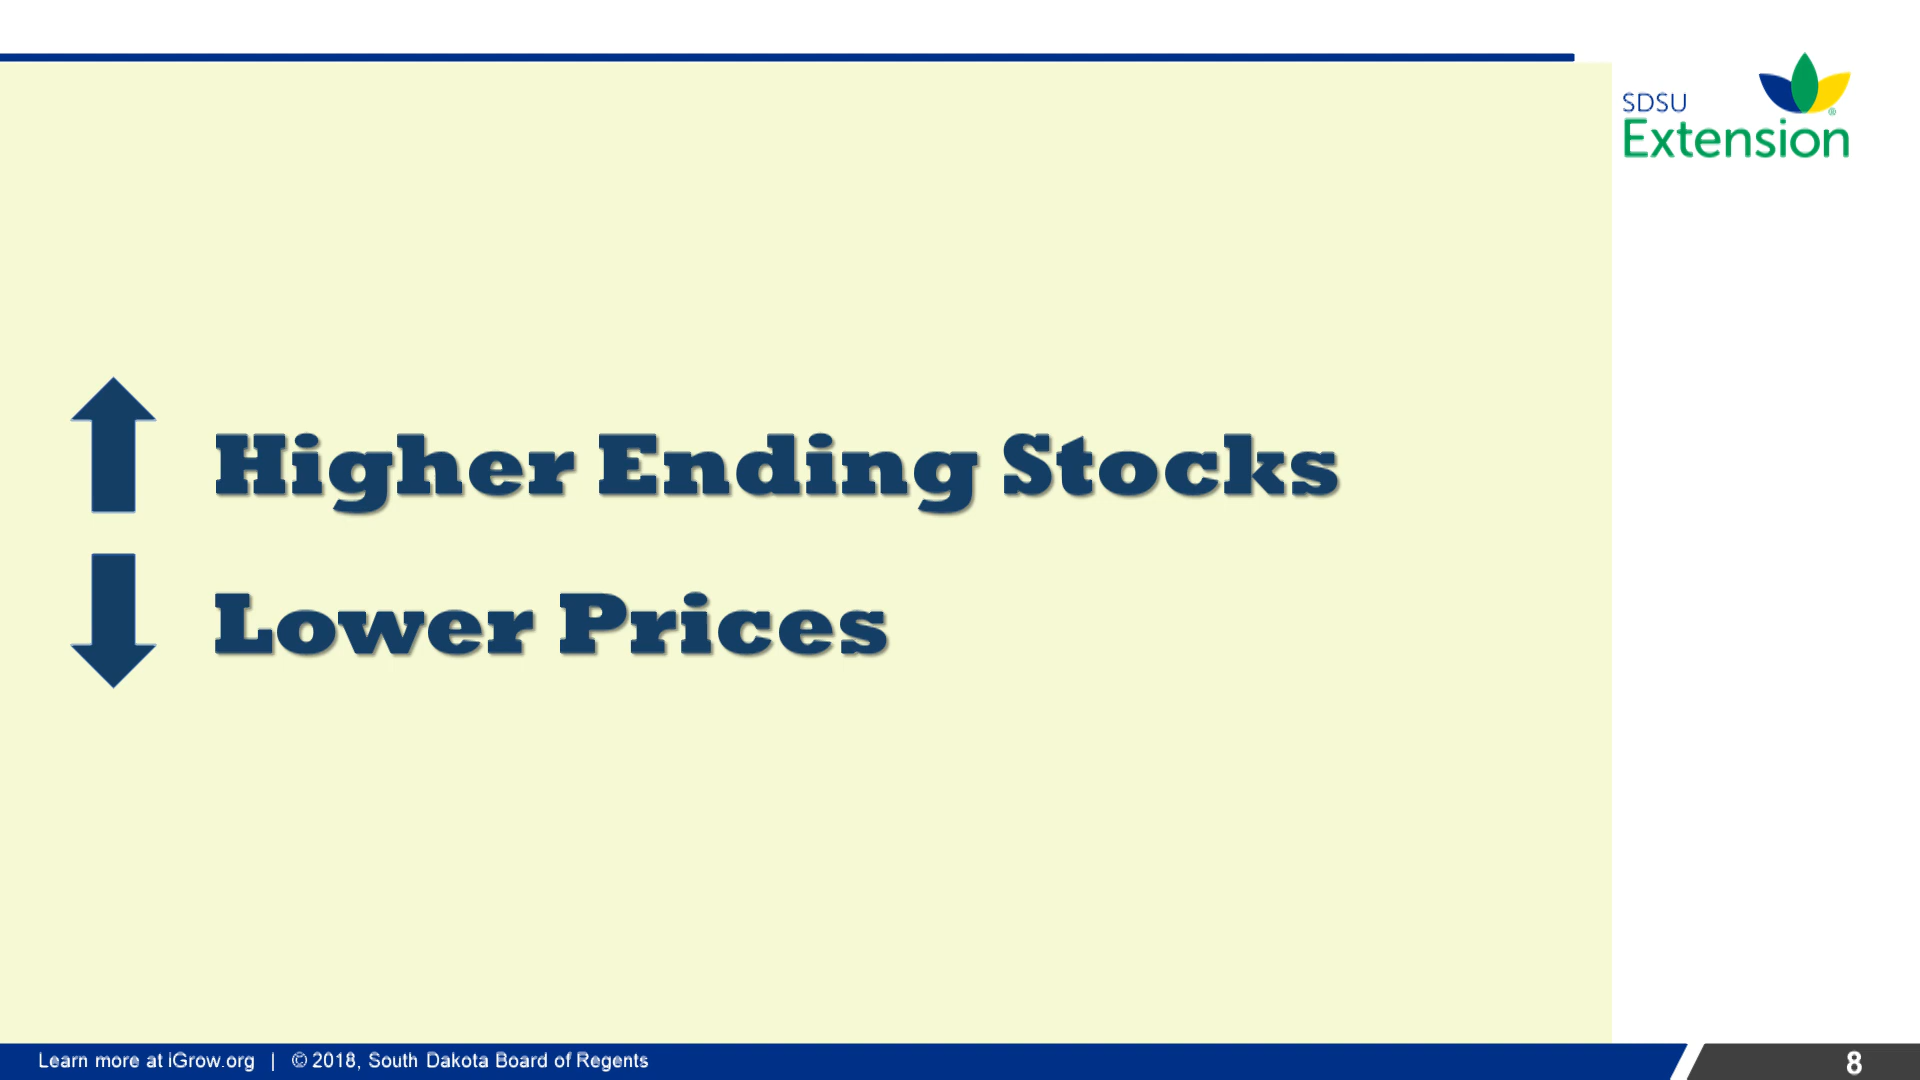 SDSU
Extension
Higher Ending Stocks
Lower Prices
Learn more at iGrow.org | © 2018, South Dakota Board of Regents
8